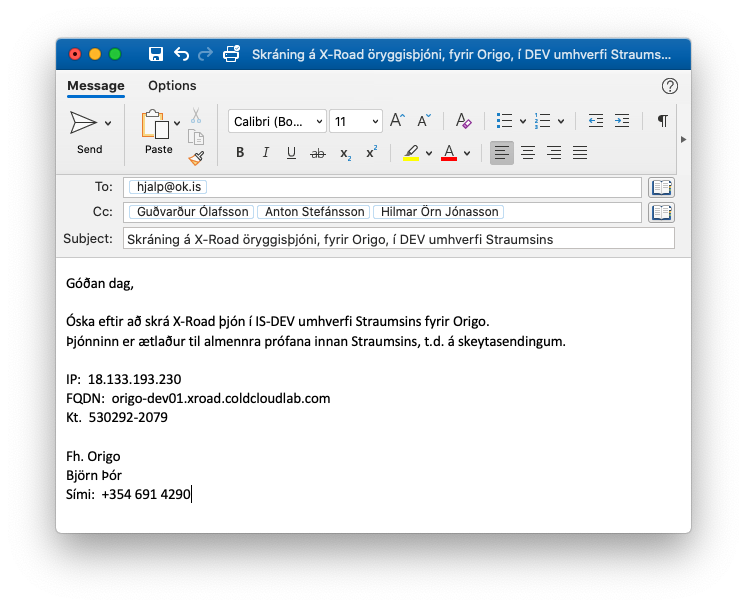 Skráning á X-Road öryggisþjóni, fyrir Origo, í DEV umhverfi Straums...
Message Options
Send
Paste
Calibri (Bo... 11
B I U ab x₂ x² A
To: hjalp@ok.is
Cc: Guðvarður Ólafsson Anton Stefánsson Hilmar Örn Jónasson
Subject: Skráning á X-Road öryggisþjóni, fyrir Origo, í DEV umhverfi Straumsins
Góðan dag,
Óska eftir að skrá X-Road þjón í IS-DEV umhverfi Straumsins fyrir Origo.
Þjónninn er ætlaður til almennra prófana innan Straumsins, t.d. á skeytasendingum.
IP: 18.133.193.230
FQDN: origo-dev01.xroad.coldcloudlab.com
Kt. 530292-2079
Fh. Origo
Björn Þór
Sími: +354 691 4290